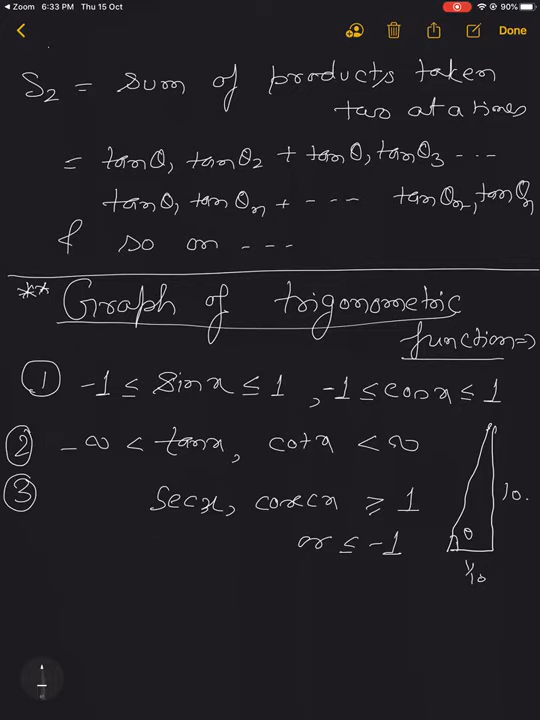 Zoom 6:33 PM Thu 15 Oct 90%
Done
S₂ = sum of products taken
two at a times
= tanθ₁ tanθ₂ + tanθ₁ tanθ₃ ...
tanθ₁ tanθₙ + ---- tanθₙ₋₁ tanθₙ
& so on ---
** Graph of trigonometric
function =>
① -1 ≤ sinx ≤ 1 , -1 ≤ cosx ≤ 1
② -∞ < tanx, cotx < ∞
③ secx, cosecx ≥ 1
or ≤ -1
10.
θ
1/10